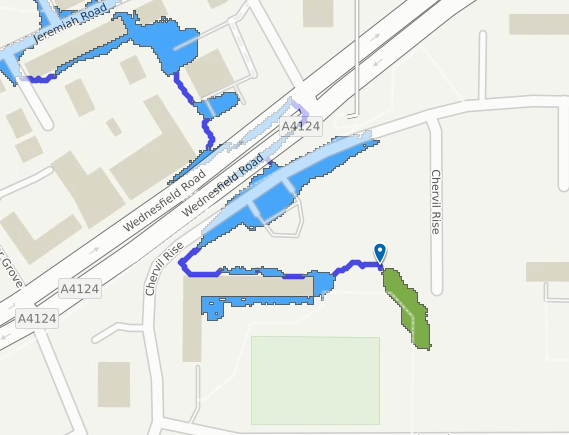 Jeremiah Road
A4124
Wednesfield Road
Wednesfield Road
Chervil Rise
Chervil Rise
Grove
A4124
A4124